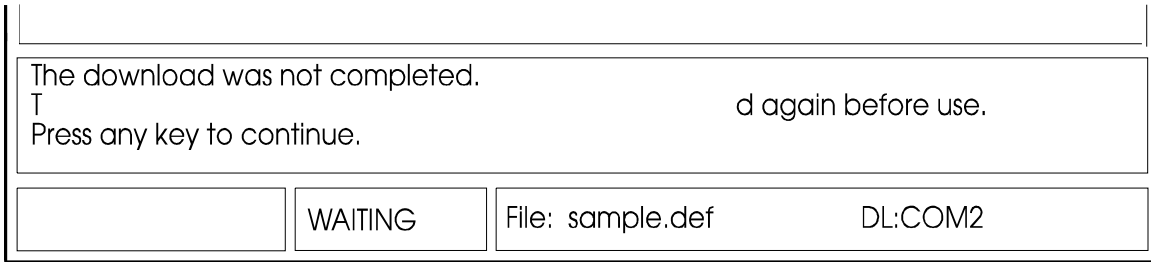 The download was not completed.
T d again before use.
Press any key to continue.
WAITING File: sample.def DL:COM2